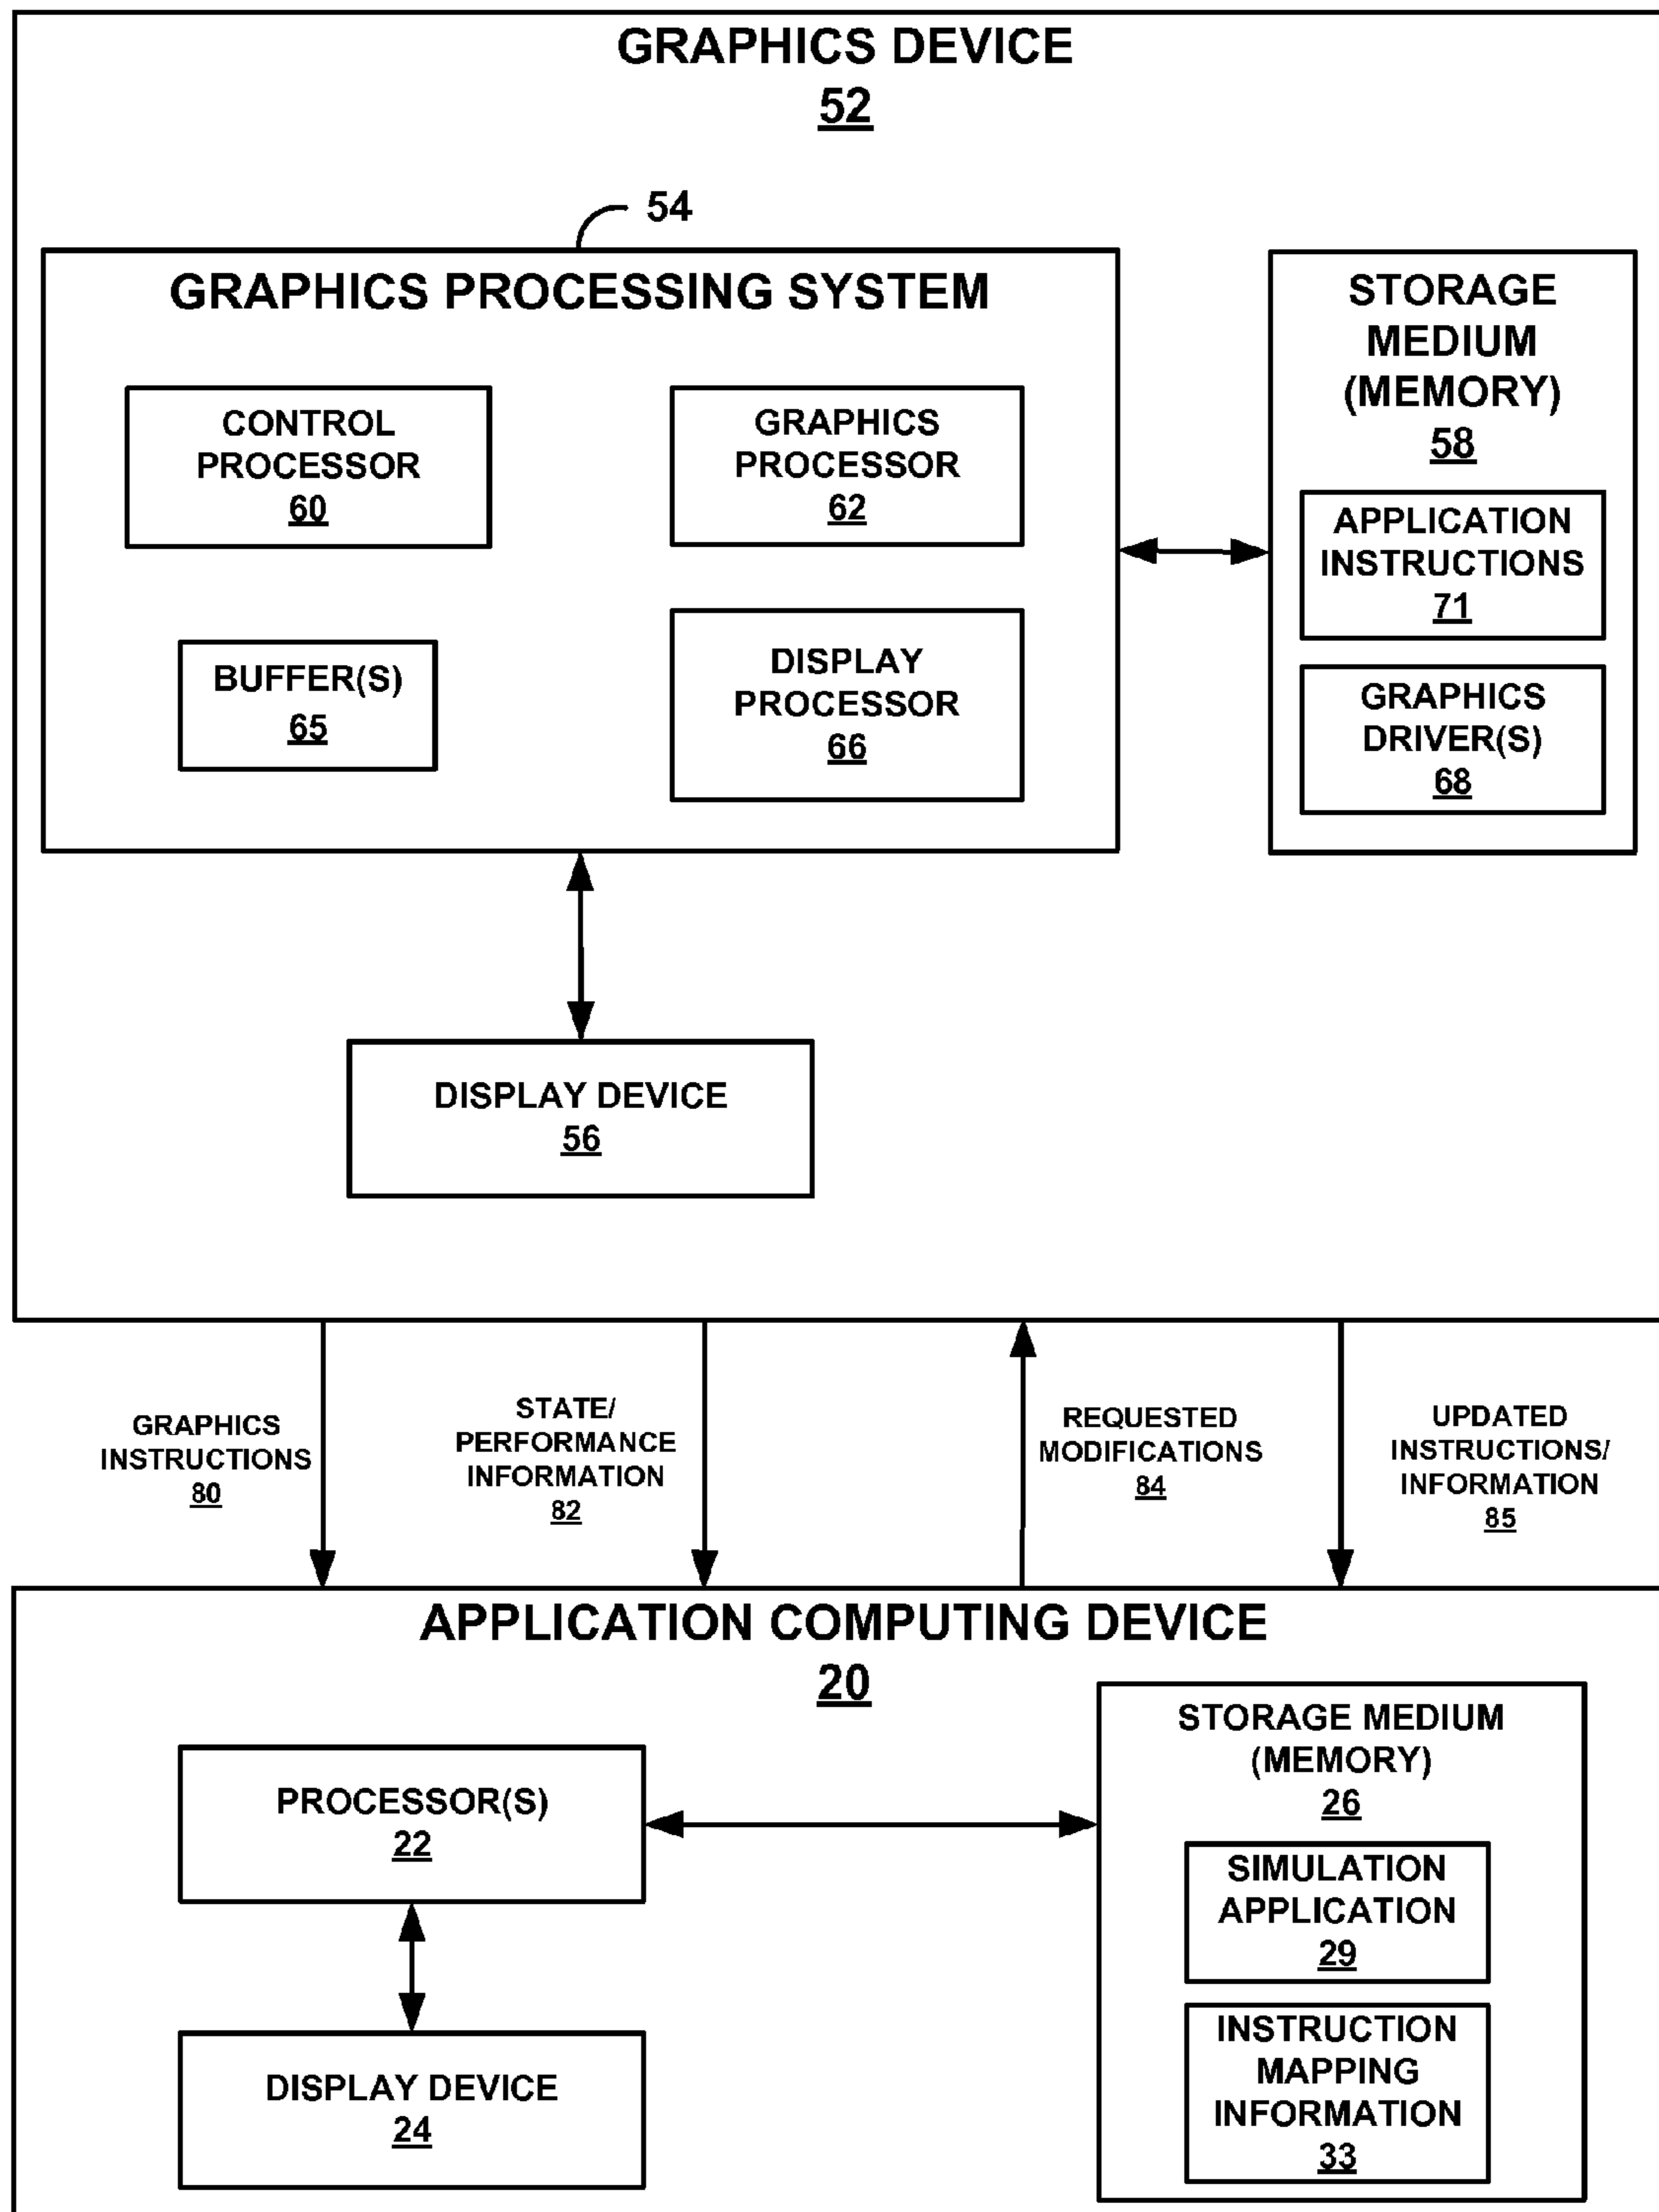 GRAPHICS DEVICE
52
54
GRAPHICS PROCESSING SYSTEM
CONTROL
PROCESSOR
60
GRAPHICS
PROCESSOR
62
BUFFER(S)
65
DISPLAY
PROCESSOR
66
STORAGE
MEDIUM
(MEMORY)
58
APPLICATION
INSTRUCTIONS
71
GRAPHICS
DRIVER(S)
68
DISPLAY DEVICE
56
GRAPHICS
INSTRUCTIONS
80
STATE/
PERFORMANCE
INFORMATION
82
REQUESTED
MODIFICATIONS
84
UPDATED
INSTRUCTIONS/
INFORMATION
85
APPLICATION COMPUTING DEVICE
20
PROCESSOR(S)
22
DISPLAY DEVICE
24
STORAGE MEDIUM
(MEMORY)
26
SIMULATION
APPLICATION
29
INSTRUCTION
MAPPING
INFORMATION
33